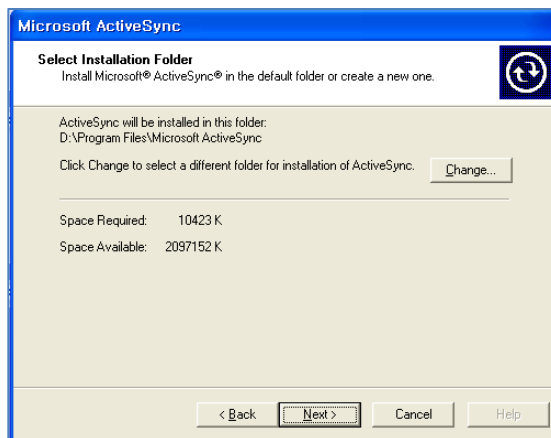 Microsoft ActiveSync
Select Installation Folder
Install Microsoft® ActiveSync® in the default folder or create a new one.
ActiveSync will be installed in this folder:
D:\Program Files\Microsoft ActiveSync
Click Change to select a different folder for installation of ActiveSync.
Change...
Space Required: 10423 K
Space Available: 2097152 K
< Back Next > Cancel Help